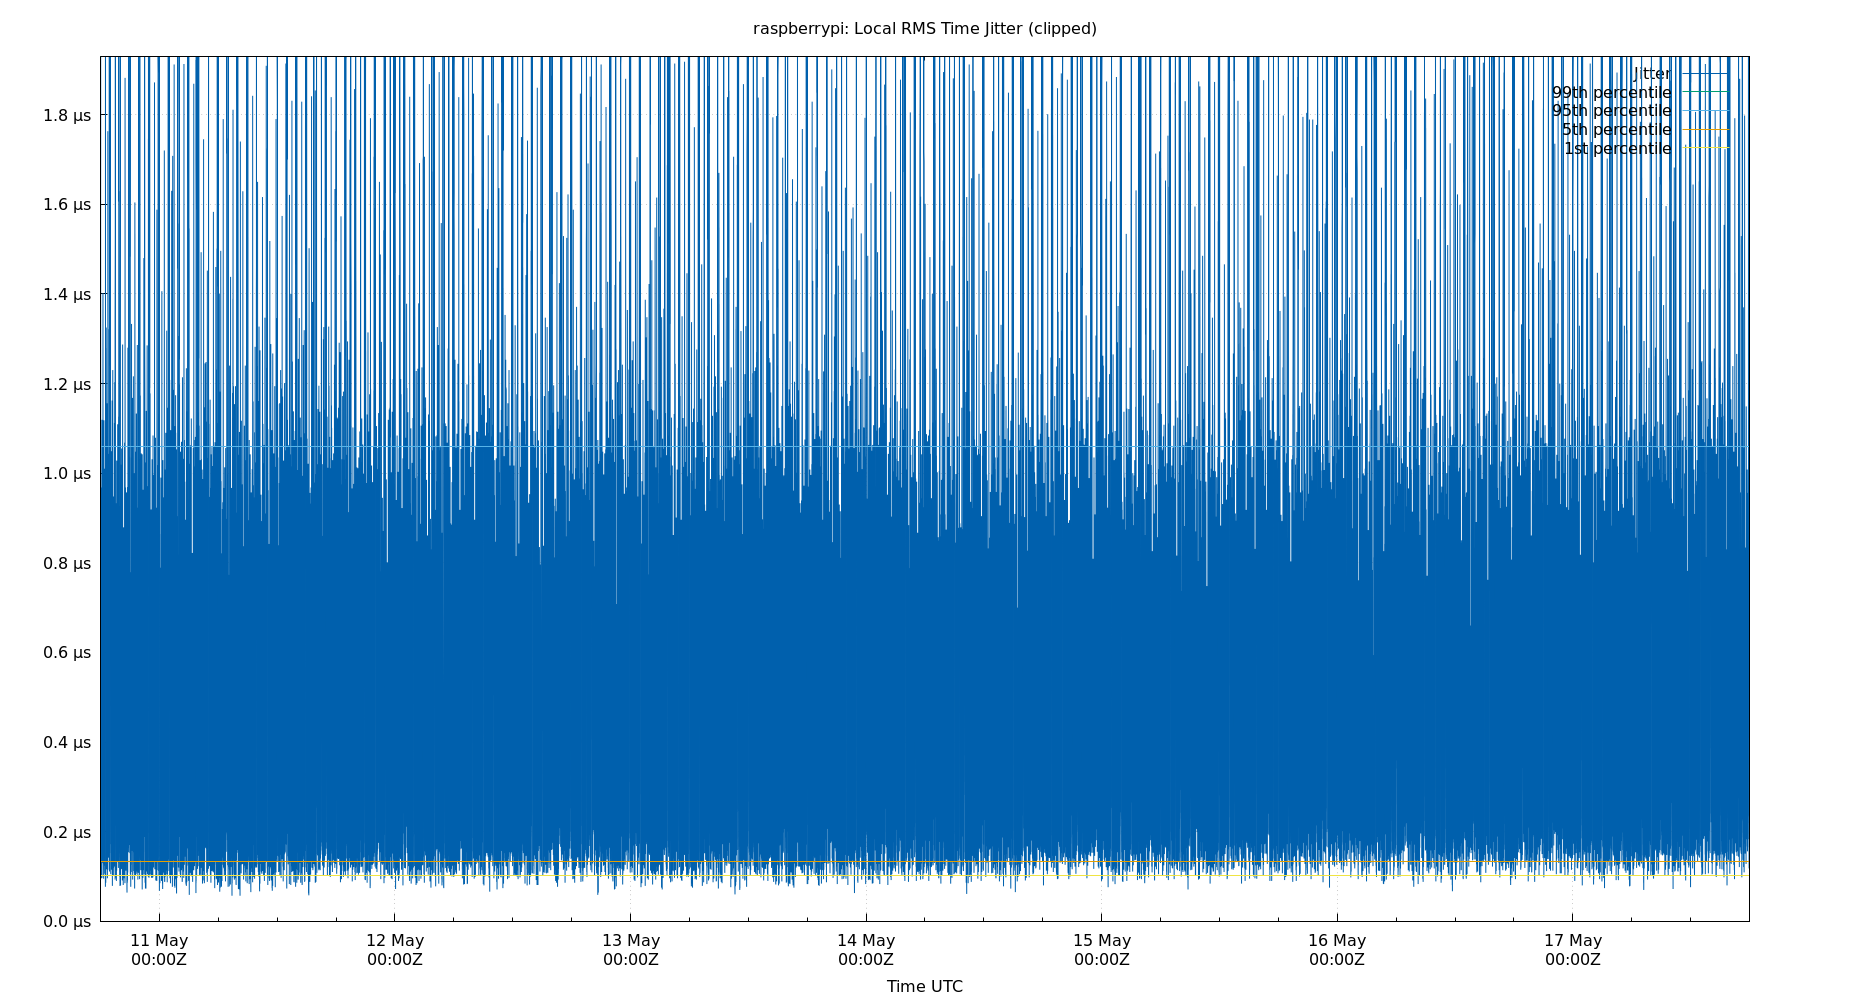 raspberrypi: Local RMS Time Jitter (clipped)
Jitter
99th percentile
95th percentile
5th percentile
1st percentile
1.8 µs
1.6 µs
1.4 µs
1.2 µs
1.0 µs
0.8 µs
0.6 µs
0.4 µs
0.2 µs
0.0 µs
11 May 12 May 13 May 14 May 15 May 16 May 17 May
00:00Z 00:00Z 00:00Z 00:00Z 00:00Z 00:00Z 00:00Z
Time UTC